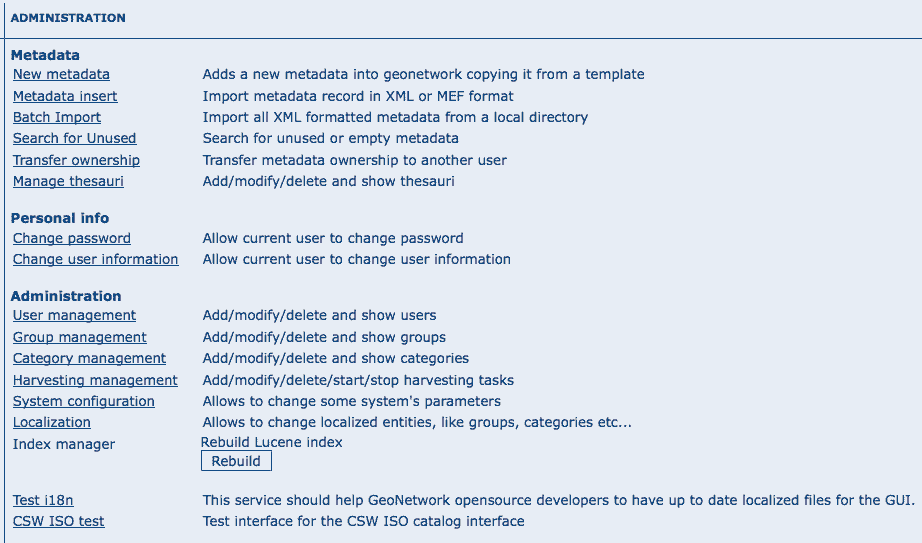 ADMINISTRATION
Metadata
New metadata Adds a new metadata into geonetwork copying it from a template
Metadata insert Import metadata record in XML or MEF format
Batch Import Import all XML formatted metadata from a local directory
Search for Unused Search for unused or empty metadata
Transfer ownership Transfer metadata ownership to another user
Manage thesauri Add/modify/delete and show thesauri
Personal info
Change password Allow current user to change password
Change user information Allow current user to change user information
Administration
User management Add/modify/delete and show users
Group management Add/modify/delete and show groups
Category management Add/modify/delete and show categories
Harvesting management Add/modify/delete/start/stop harvesting tasks
System configuration Allows to change some system's parameters
Localization Allows to change localized entities, like groups, categories etc...
Index manager Rebuild Lucene index
Rebuild
Test i18n This service should help GeoNetwork opensource developers to have up to date localized files for the GUI.
CSW ISO test Test interface for the CSW ISO catalog interface